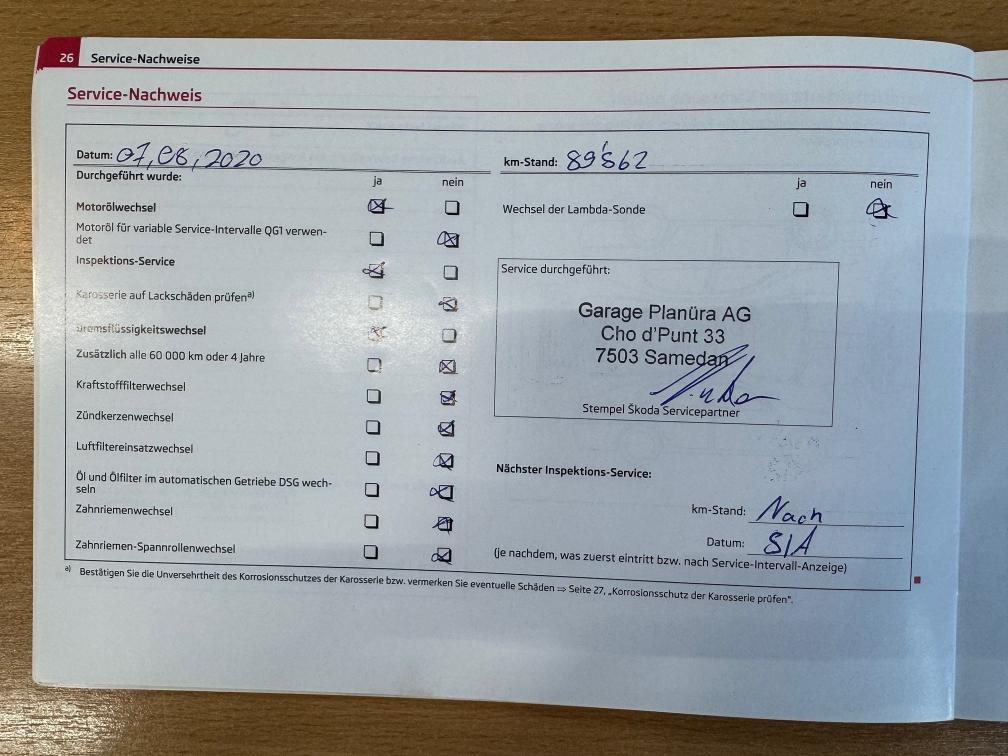 26 Service-Nachweise
Service-Nachweis
Datum: 07,08,2020
km-Stand: 89'862
Durchgeführt wurde:
ja nein
ja nein
Motorölwechsel
Wechsel der Lambda-Sonde
Motoröl für variable Service-Intervalle QG1 verwen-
det
Inspektions-Service
Karosserie auf Lackschäden prüfen a)
Bremsflüssigkeitswechsel
Zusätzlich alle 60 000 km oder 4 Jahre
Kraftstofffilterwechsel
Zündkerzenwechsel
Luftfiltereinsatzwechsel
Öl und Ölfilter im automatischen Getriebe DSG wech-
seln
Zahnriemenwechsel
Zahnriemen-Spannrollenwechsel
Service durchgeführt:
Garage Planüra AG
Cho d'Punt 33
7503 Samedan
Stempel Škoda Servicepartner
Nächster Inspektions-Service:
km-Stand: Nach
Datum: SIA
(je nachdem, was zuerst eintritt bzw. nach Service-Intervall-Anzeige)
a) Bestätigen Sie die Unversehrtheit des Korrosionsschutzes der Karosserie bzw. vermerken Sie eventuelle Schäden ⇒ Seite 27, „Korrosionsschutz der Karosserie prüfen".